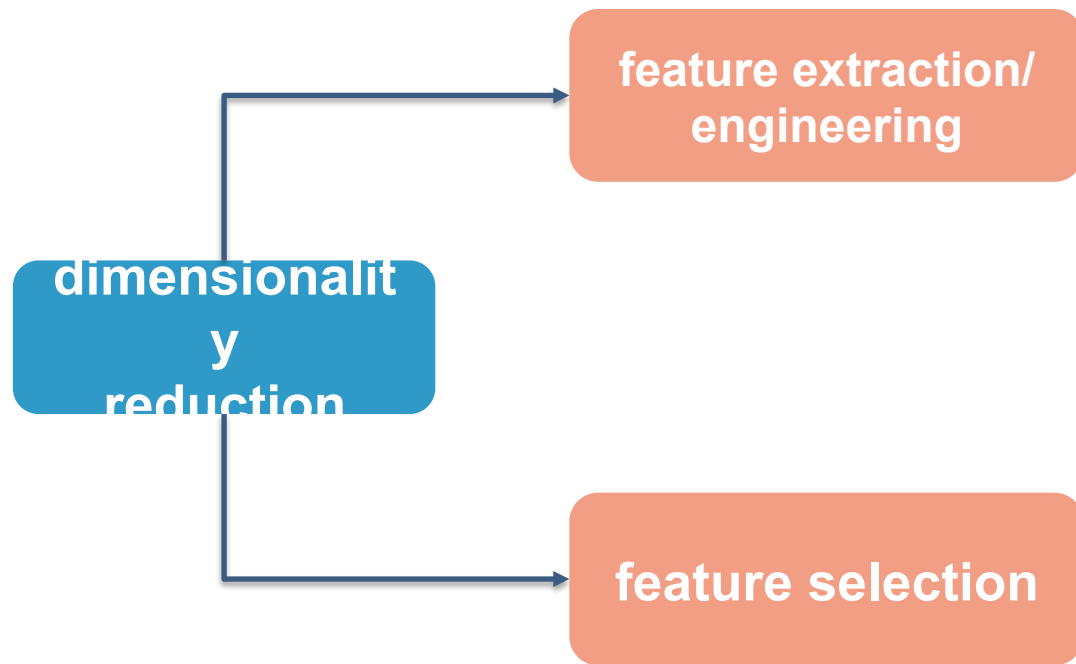 feature extraction/
engineering
dimensionalit
y
reduction
feature selection